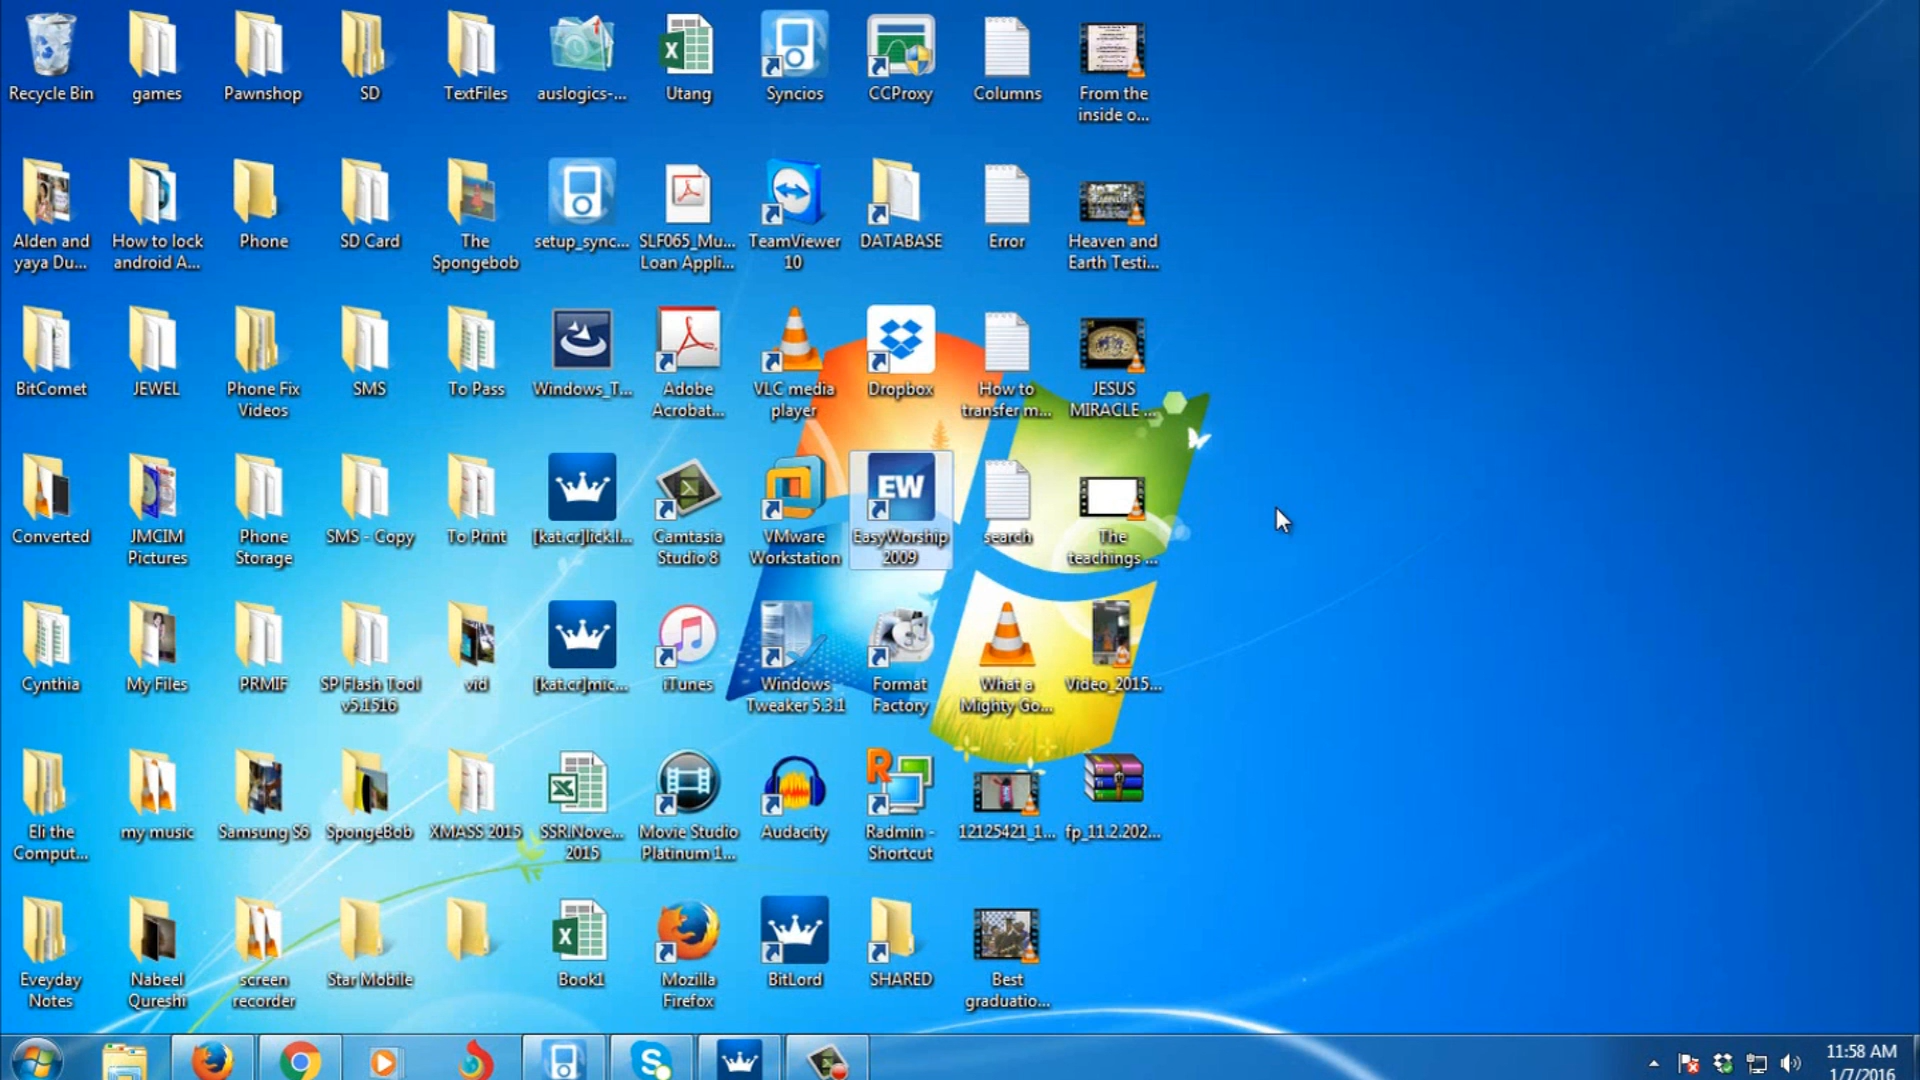 Recycle Bin
games
Pawnshop
SD
TextFiles
auslogics-...
Utang
Syncios
CCProxy
Columns
From the
inside o...
Alden and
yaya Du...
How to lock
android A...
Phone
SD Card
The
Spongebob
setup_sync...
SLF065_Mu...
Loan Appli...
TeamViewer
10
DATABASE
Error
Heaven and
Earth Testi...
BitComet
JEWEL
Phone Fix
Videos
SMS
To Pass
Windows_T...
Adobe
Acrobat...
VLC media
player
Dropbox
How to
transfer m...
JESUS
MIRACLE ...
Converted
JMCIM
Pictures
Phone
Storage
SMS - Copy
To Print
[kat.cr]lick.l...
Camtasia
Studio 8
VMware
Workstation
EW
EasyWorship
2009
search
The
teachings ...
Cynthia
My Files
PRMIF
SP Flash Tool
v5.1516
vid
[kat.cr]mic...
iTunes
Windows
Tweaker 5.3.1
Format
Factory
What a
Mighty Go...
Video_2015...
Eli the
Comput...
my music
Samsung S6
SpongeBob
XMASS 2015
SSR.Nove...
2015
Movie Studio
Platinum 1...
Audacity
Radmin -
Shortcut
12125421_1...
fp_11.2.202...
Eveyday
Notes
Nabeel
Qureshi
screen
recorder
Star Mobile
Book1
Mozilla
Firefox
BitLord
SHARED
Best
graduatio...
11:58 AM
1/7/2016